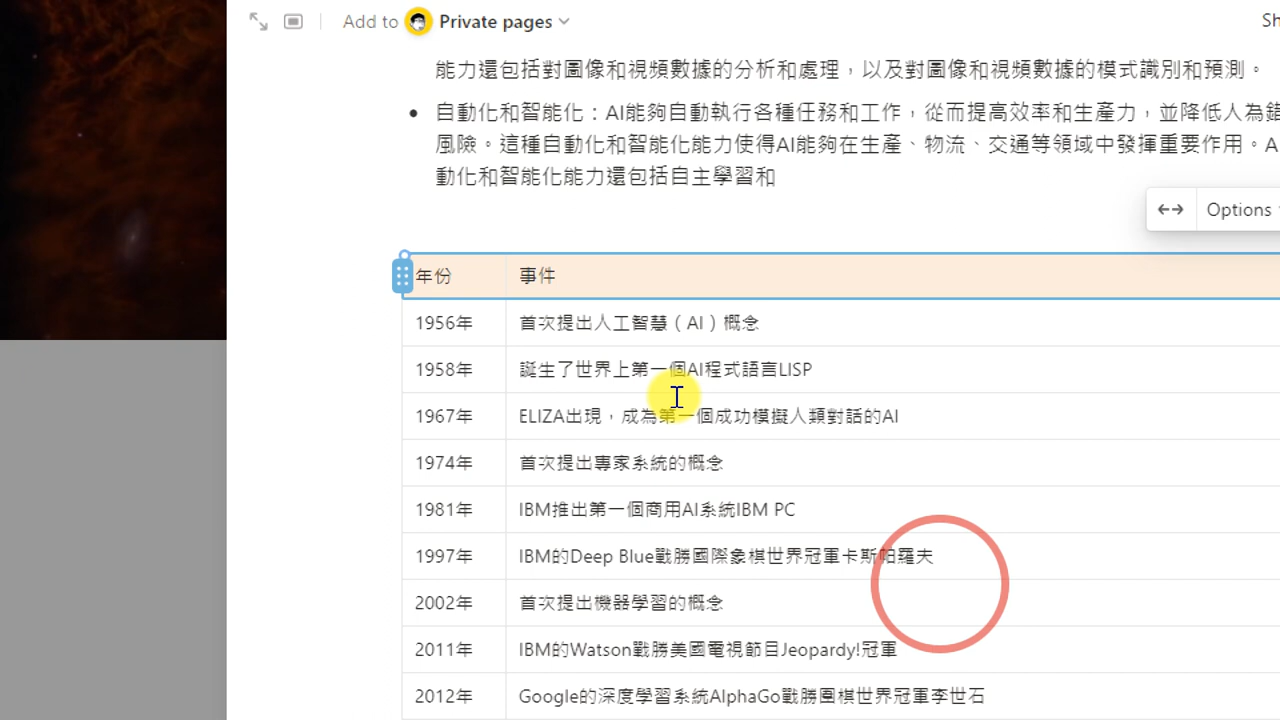 Add to Private pages
Sh
能力還包括對圖像和視頻數據的分析和處理，以及對圖像和視頻數據的模式識別和預測。
自動化和智能化：AI能夠自動執行各種任務和工作，從而提高效率和生產力，並降低人為錯
風險。這種自動化和智能化能力使得AI能夠在生產、物流、交通等領域中發揮重要作用。A
動化和智能化能力還包括自主學習和
Options
年份 事件
1956年 首次提出人工智慧（AI）概念
1958年 誕生了世界上第一個AI程式語言LISP
1967年 ELIZA出現，成為第一個成功模擬人類對話的AI
1974年 首次提出專家系統的概念
1981年 IBM推出第一個商用AI系統IBM PC
1997年 IBM的Deep Blue戰勝國際象棋世界冠軍卡斯帕羅夫
2002年 首次提出機器學習的概念
2011年 IBM的Watson戰勝美國電視節目Jeopardy!冠軍
2012年 Google的深度學習系統AlphaGo戰勝圍棋世界冠軍李世石